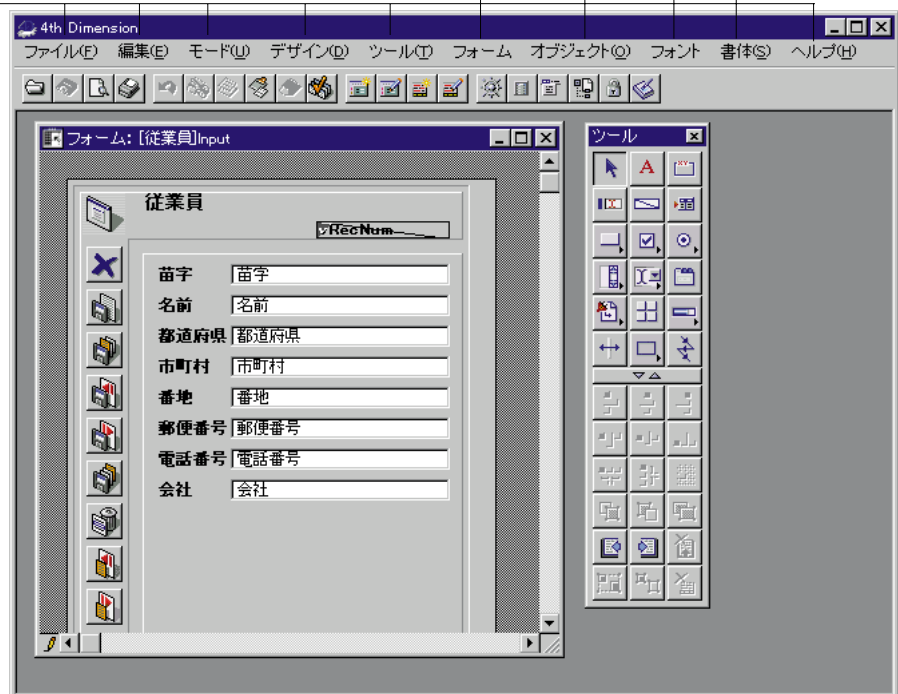 4th Dimension
ファイル(F) 編集(E) モード(U) デザイン(D) ツール(T) フォーム オブジェクト(O) フォント 書体(S) ヘルプ(H)
フォーム: [従業員]Input
従業員
vRecNum
苗字 苗字
名前 名前
都道府県 都道府県
市町村 市町村
番地 番地
郵便番号 郵便番号
電話番号 電話番号
会社 会社
ツール
A
XY